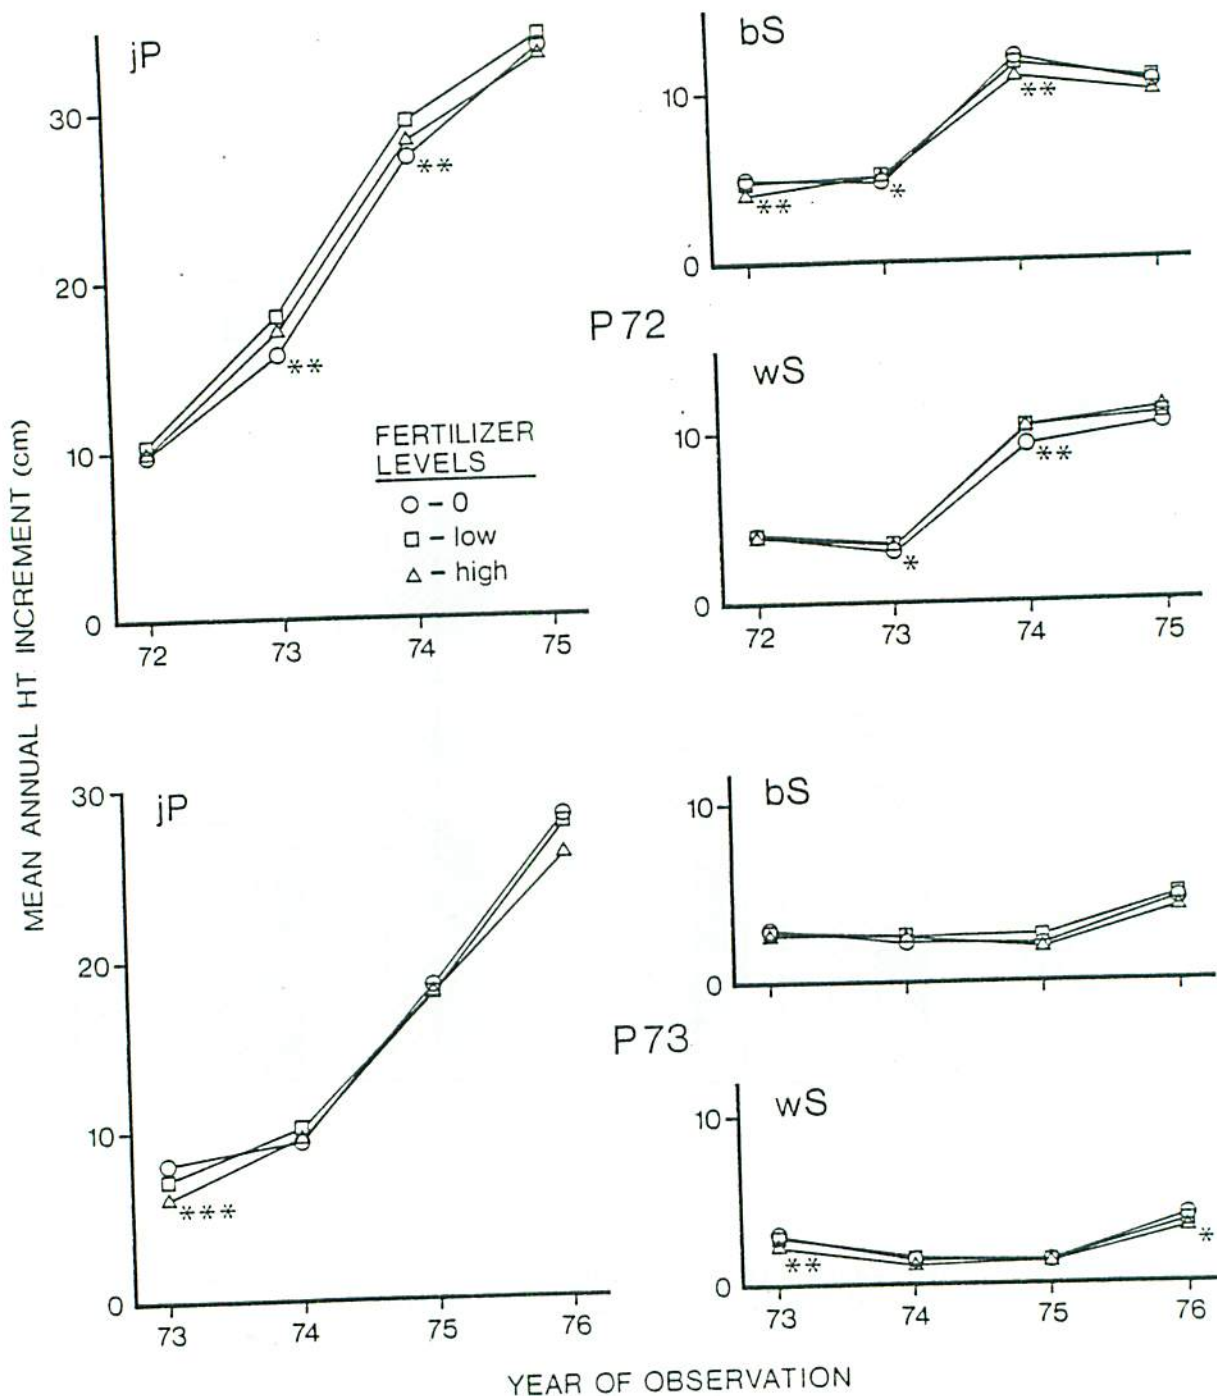 jP
30
20
10
0
72
73
74
75
**
**
FERTILIZER
LEVELS
○ – 0
□ – low
△ – high
bS
10
0
**
*
**
P72
wS
10
0
*
**
72
73
74
75
MEAN ANNUAL HT. INCREMENT (cm)
jP
30
20
10
0
***
73
74
75
76
bS
10
0
P73
wS
10
0
**
*
73
74
75
76
YEAR OF OBSERVATION